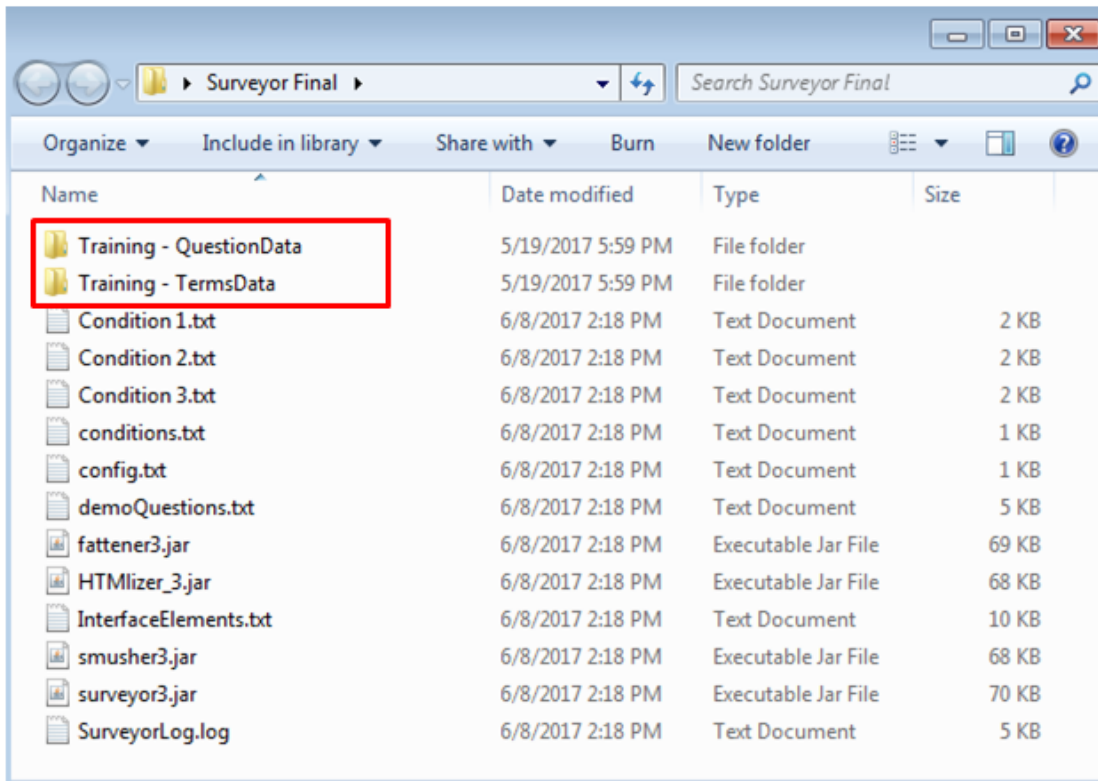 Surveyor Final
Search Surveyor Final
Organize Include in library Share with Burn New folder
Name Date modified Type Size
Training - QuestionData 5/19/2017 5:59 PM File folder
Training - TermsData 5/19/2017 5:59 PM File folder
Condition 1.txt 6/8/2017 2:18 PM Text Document 2 KB
Condition 2.txt 6/8/2017 2:18 PM Text Document 2 KB
Condition 3.txt 6/8/2017 2:18 PM Text Document 2 KB
conditions.txt 6/8/2017 2:18 PM Text Document 1 KB
config.txt 6/8/2017 2:18 PM Text Document 1 KB
demoQuestions.txt 6/8/2017 2:18 PM Text Document 5 KB
fattener3.jar 6/8/2017 2:18 PM Executable Jar File 69 KB
HTMlizer_3.jar 6/8/2017 2:18 PM Executable Jar File 68 KB
InterfaceElements.txt 6/8/2017 2:18 PM Text Document 10 KB
smusher3.jar 6/8/2017 2:18 PM Executable Jar File 68 KB
surveyor3.jar 6/8/2017 2:18 PM Executable Jar File 70 KB
SurveyorLog.log 6/8/2017 2:18 PM Text Document 5 KB